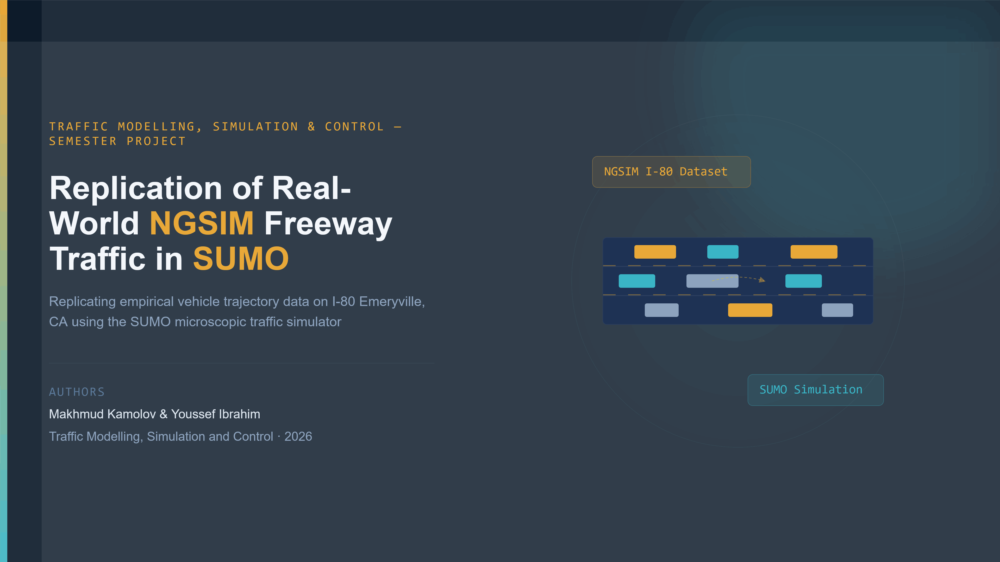 TRAFFIC MODELLING, SIMULATION & CONTROL —
SEMESTER PROJECT
Replication of Real-
World NGSIM Freeway
Traffic in SUMO
Replicating empirical vehicle trajectory data on I-80 Emeryville,
CA using the SUMO microscopic traffic simulator
AUTHORS
Makhmud Kamolov & Youssef Ibrahim
Traffic Modelling, Simulation and Control · 2026
NGSIM I-80 Dataset
SUMO Simulation